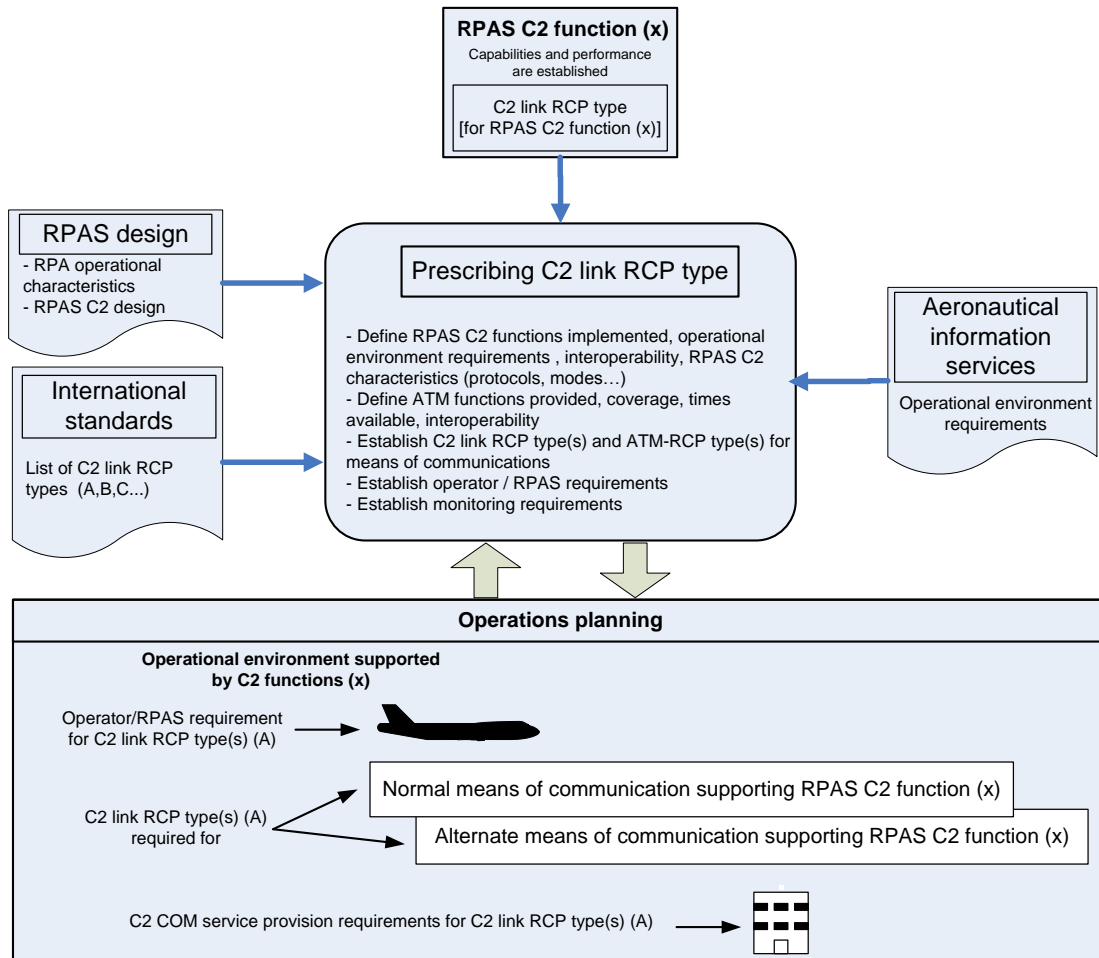 RPAS C2 function (x)
Capabilities and performance
are established
C2 link RCP type
[for RPAS C2 function (x)]
RPAS design
- RPA operational
characteristics
- RPAS C2 design
International
standards
List of C2 link RCP
types  (A,B,C...)
Prescribing C2 link RCP type
- Define RPAS C2 functions implemented, operational
environment requirements , interoperability, RPAS C2
characteristics (protocols, modes…)
- Define ATM functions provided, coverage, times
available, interoperability
- Establish C2 link RCP type(s) and ATM-RCP type(s) for
means of communications
- Establish operator / RPAS requirements
- Establish monitoring requirements
Aeronautical
information
services
Operational environment
requirements
Operations planning
Operational environment supported
by C2 functions (x)
Operator/RPAS requirement
for C2 link RCP type(s) (A)
C2 link RCP type(s) (A)
required for
Normal means of communication supporting RPAS C2 function (x)
Alternate means of communication supporting RPAS C2 function (x)
C2 COM service provision requirements for C2 link RCP type(s) (A)